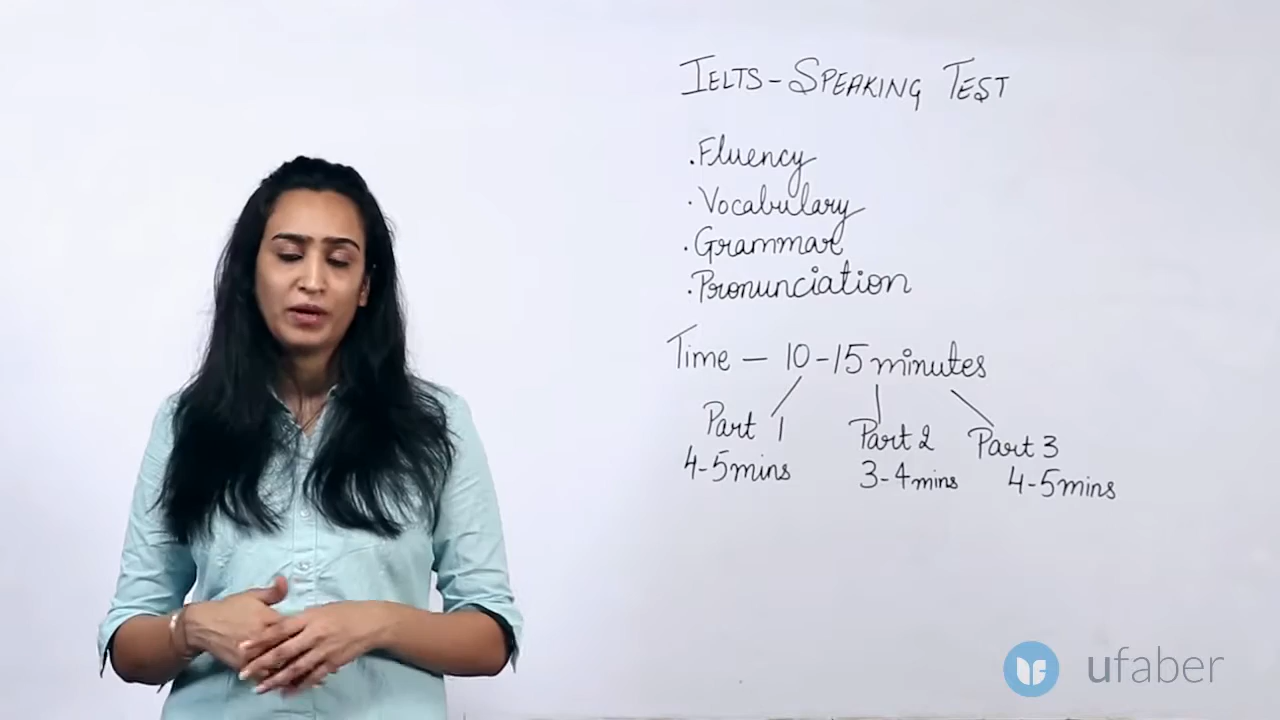 IELTS - SPEAKING TEST
. Fluency
. Vocabulary
. Grammar
. Pronunciation
Time — 10 - 15 minutes
Part 1 Part 2 Part 3
4-5mins 3-4mins 4-5mins
ufaber